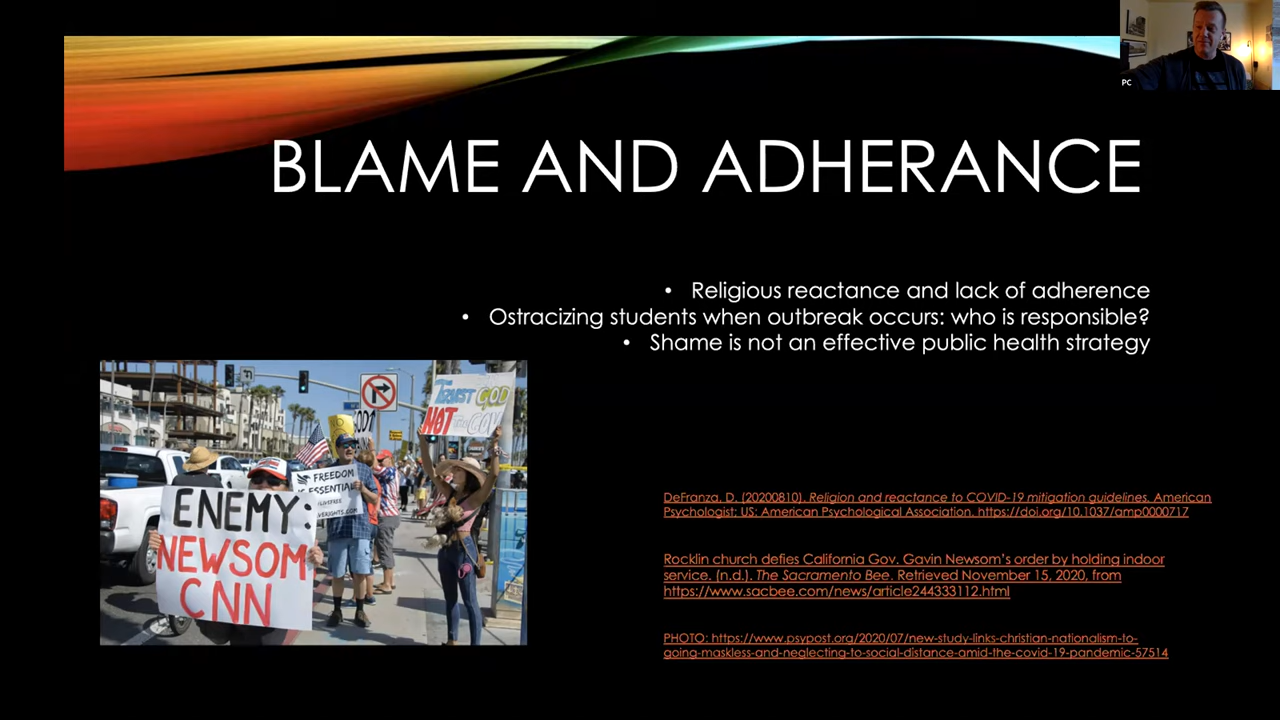 PC
BLAME AND ADHERANCE
• Religious reactance and lack of adherence
• Ostracizing students when outbreak occurs: who is responsible?
• Shame is not an effective public health strategy
TRUST GOD
NOT
FREEDOM
ESSENTIAL
ENEMY:
NEWSOM
CNN
DeFranza, D. (20200810). Religion and reactance to COVID-19 mitigation guidelines. American
Psychologist; US: American Psychological Association. https://doi.org/10.1037/amp0000717
Rocklin church defies California Gov. Gavin Newsom’s order by holding indoor
service. (n.d.). The Sacramento Bee. Retrieved November 15, 2020, from
https://www.sacbee.com/news/article244333112.html
PHOTO: https://www.psypost.org/2020/07/new-study-links-christian-nationalism-to-
going-maskless-and-neglecting-to-social-distance-amid-the-covid-19-pandemic-57514